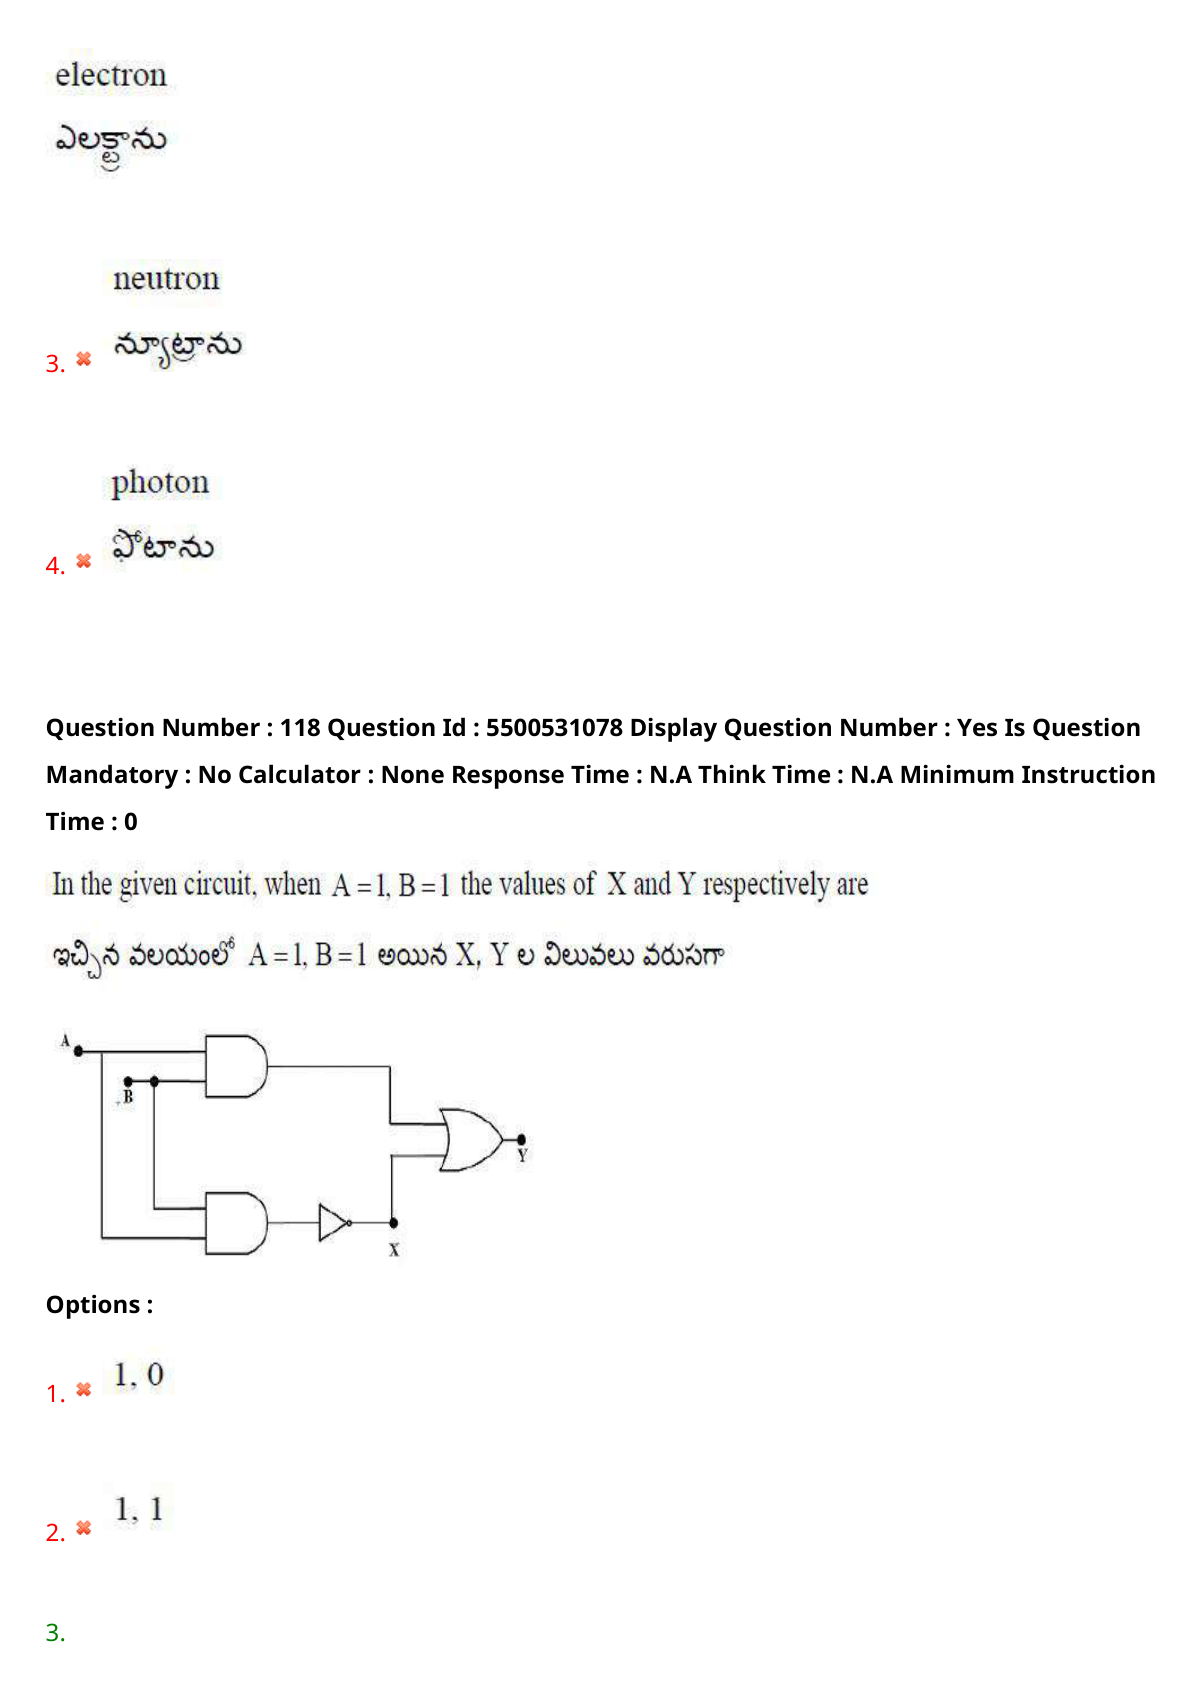 electron
ఎలక్ట్రాను
neutron
3. న్యూట్రాను
photon
4. ఫోటాను
Question Number : 118 Question Id : 5500531078 Display Question Number : Yes Is Question
Mandatory : No Calculator : None Response Time : N.A Think Time : N.A Minimum Instruction
Time : 0
In the given circuit, when A = 1, B = 1 the values of X and Y respectively are
ఇచ్చిన వలయంలో A = 1, B = 1 అయిన X, Y ల విలువలు వరుసగా
A
B
Y
X
Options :
1. 1, 0
2. 1, 1
3.